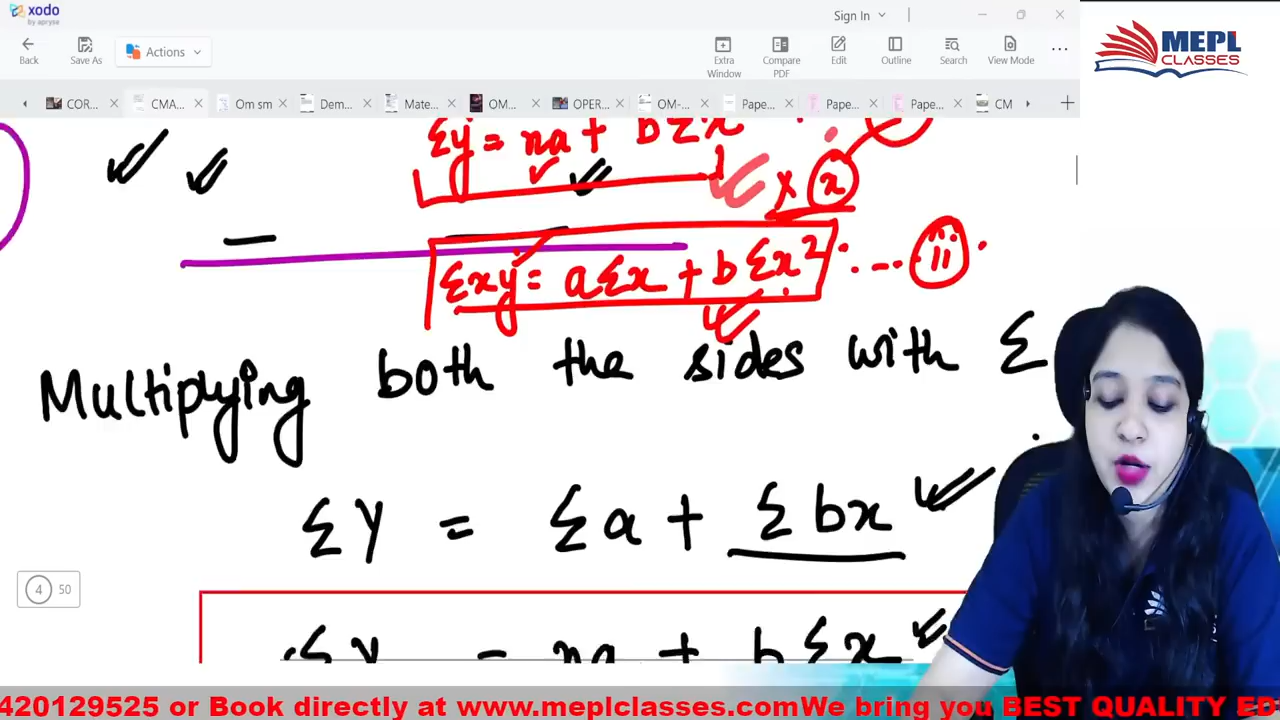 xodo
by apryse
Sign In
MEPL
CLASSES
Back
Save As
Actions
Extra
Window
Compare
PDF
Edit
Outline
Search
View Mode
COR...
CMA...
Om sm
Dem...
Mate...
OM...
OPER...
OM-...
Pape...
Pape...
Pape...
CM
Σy = na + bΣx
× x
Σxy = aΣx + bΣx² ... ii
Multiplying both the sides with Σ
Σy = Σa + Σbx
4 50
Σy = na + bΣx
420129525 or Book directly at www.meplclasses.comWe bring you BEST QUALITY ED